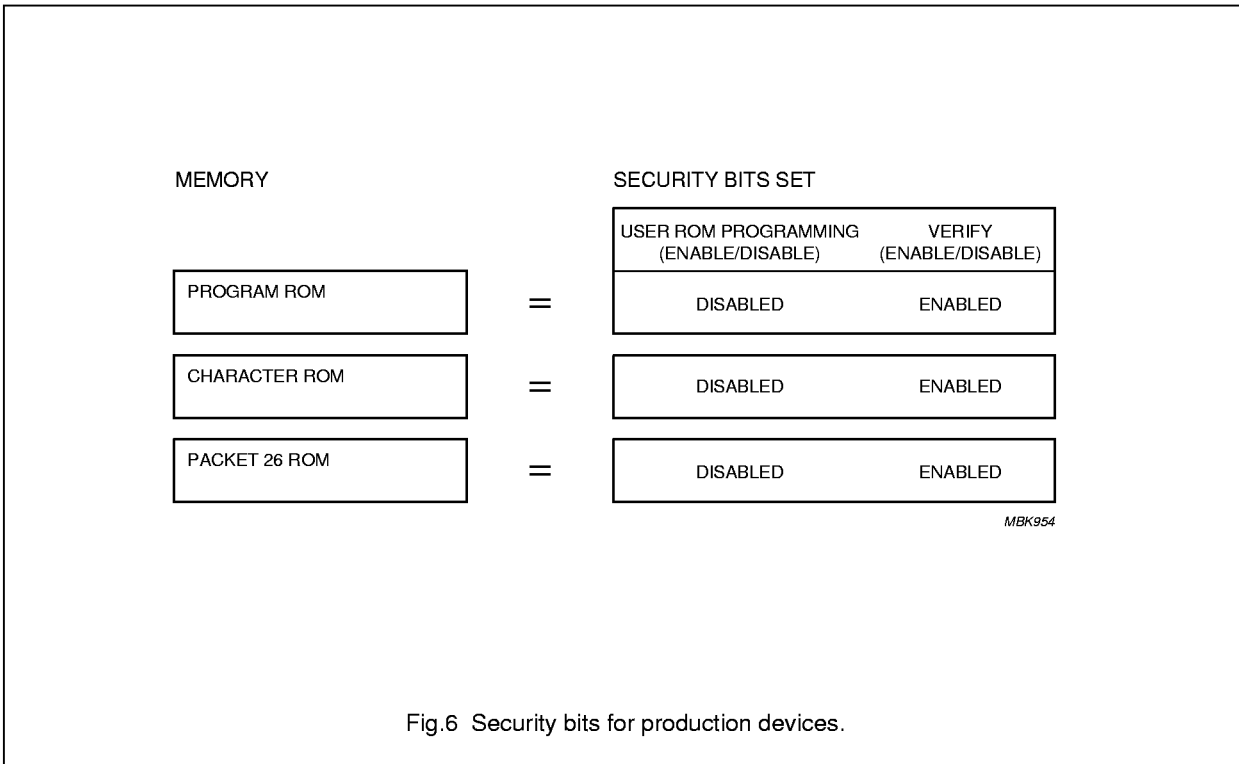 MEMORY SECURITY BITS SET
USER ROM PROGRAMMING VERIFY
(ENABLE/DISABLE) (ENABLE/DISABLE)
PROGRAM ROM = DISABLED ENABLED
CHARACTER ROM = DISABLED ENABLED
PACKET 26 ROM = DISABLED ENABLED
MBK954
Fig.6 Security bits for production devices.